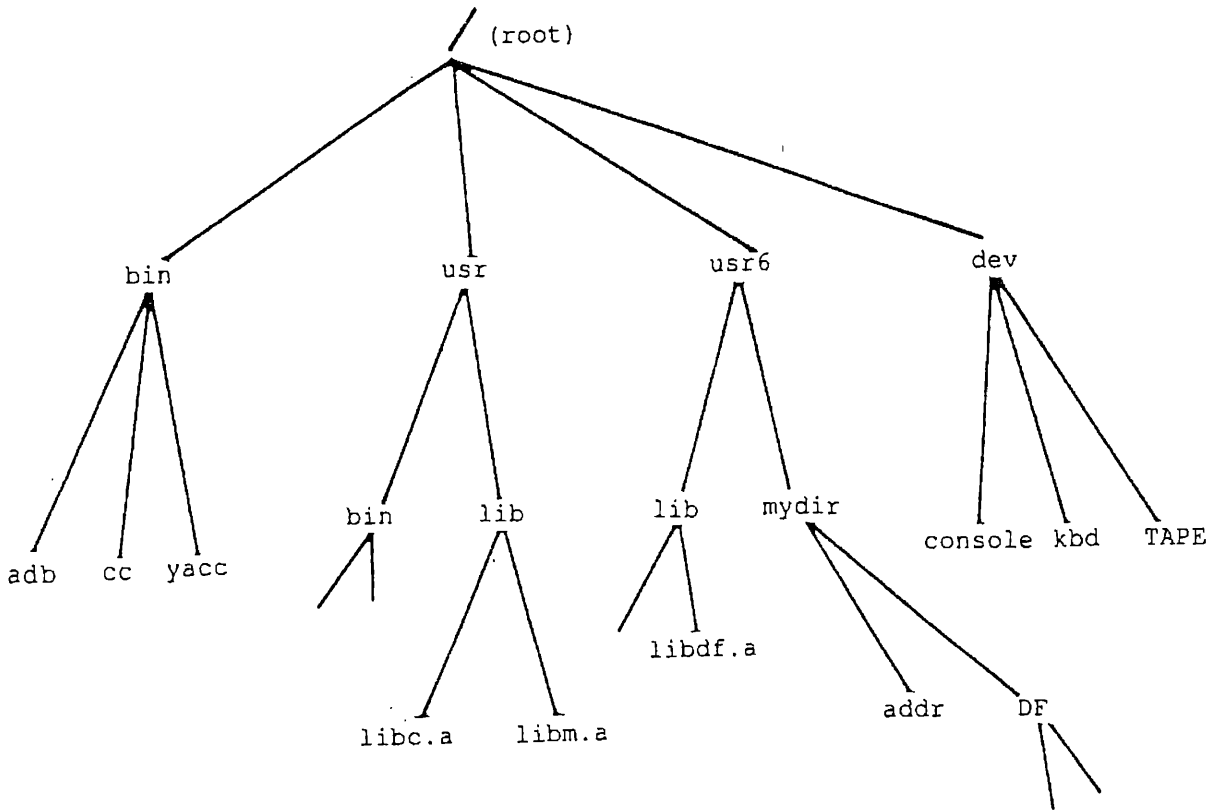 (root)
bin usr usr6 dev
bin lib lib mydir console kbd TAPE
adb cc yacc
libdf.a
addr DF
libc.a libm.a